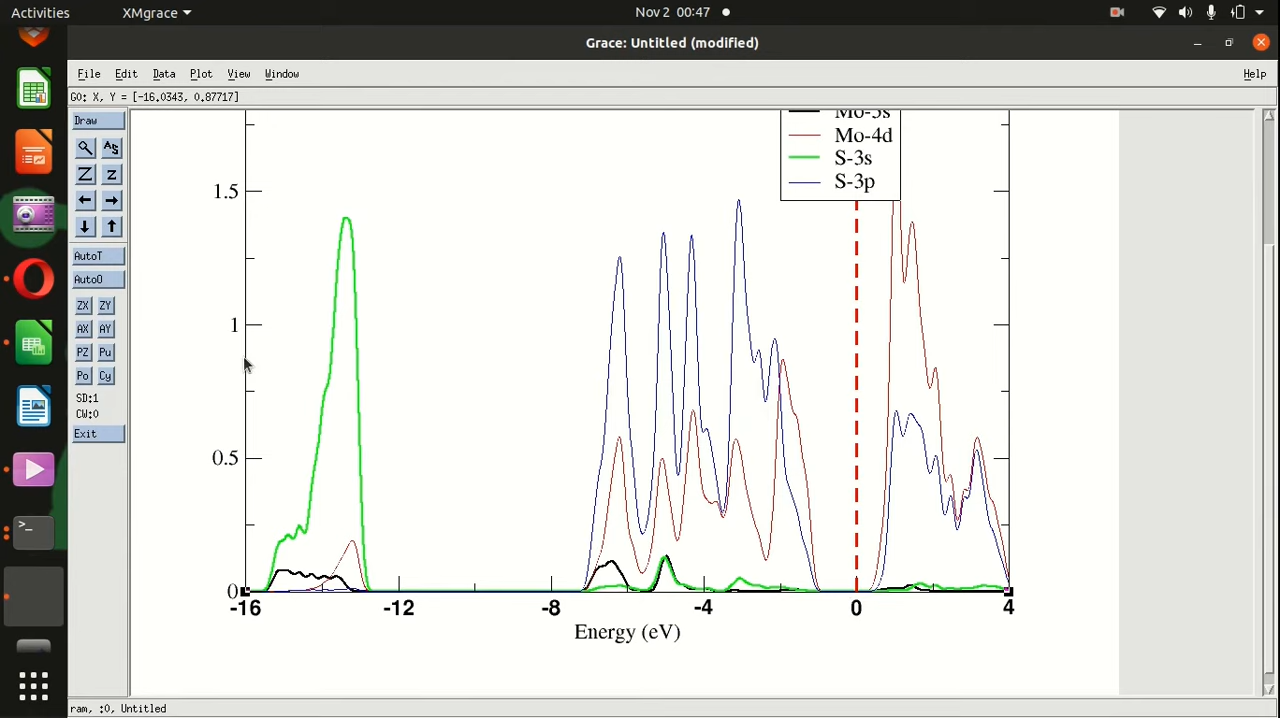 Activities XMgrace Nov 2 00:47
Grace: Untitled (modified)
File Edit Data Plot View Window Help
G0: X, Y = [-16.0343, 0.87717]
Draw
Z z
AutoT
AutoO
ZX ZY
AX AY
PZ Pu
Po Cy
SD:1
CW:0
Exit
Mo-5s
Mo-4d
S-3s
S-3p
1.5
1
0.5
0
-16 -12 -8 -4 0 4
Energy (eV)
ram, :0, Untitled